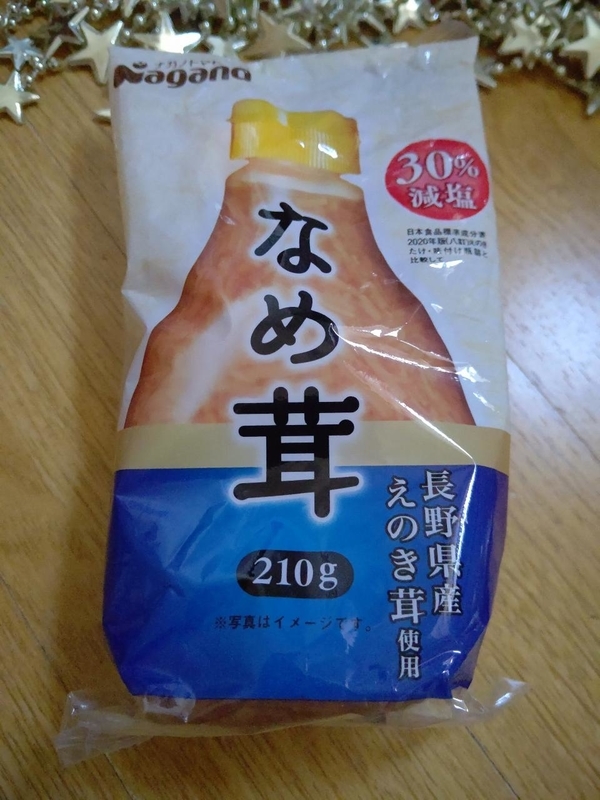 ナガノトマト
Nagano
30%
減塩
日本食品標準成分表
2020年版(八訂)の
たけ・味付け瓶詰と
比較して
なめ茸
長野県産
えのき茸使用
210g
※写真はイメージです。